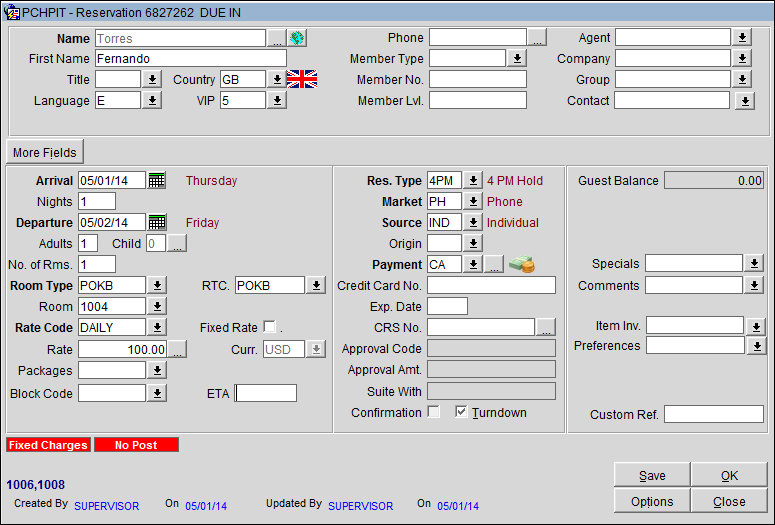 PCHPIT - Reservation 6827262 DUE IN
Name Torres ... Phone ... Agent
First Name Fernando Member Type Company
Title Country GB Member No. Group
Language E VIP 5 Member Lvl. Contact
More Fields
Arrival 05/01/14 Thursday Res. Type 4PM 4 PM Hold Guest Balance 0.00
Nights 1 Market PH Phone
Departure 05/02/14 Friday Source IND Individual
Adults 1 Child 0 ... Origin
No. of Rms. 1 Payment CA ... Specials
Room Type POKB RTC. POKB Credit Card No. Comments
Room 1004 Exp. Date
Rate Code DAILY Fixed Rate . CRS No. ... Item Inv.
Rate 100.00 ... Curr. USD Approval Code Preferences
Packages Approval Amt.
Block Code ETA Suite With
Confirmation Turndown Custom Ref.
Fixed Charges No Post
Save OK
1006,1008
Created By SUPERVISOR On 05/01/14 Updated By SUPERVISOR On 05/01/14 Options Close